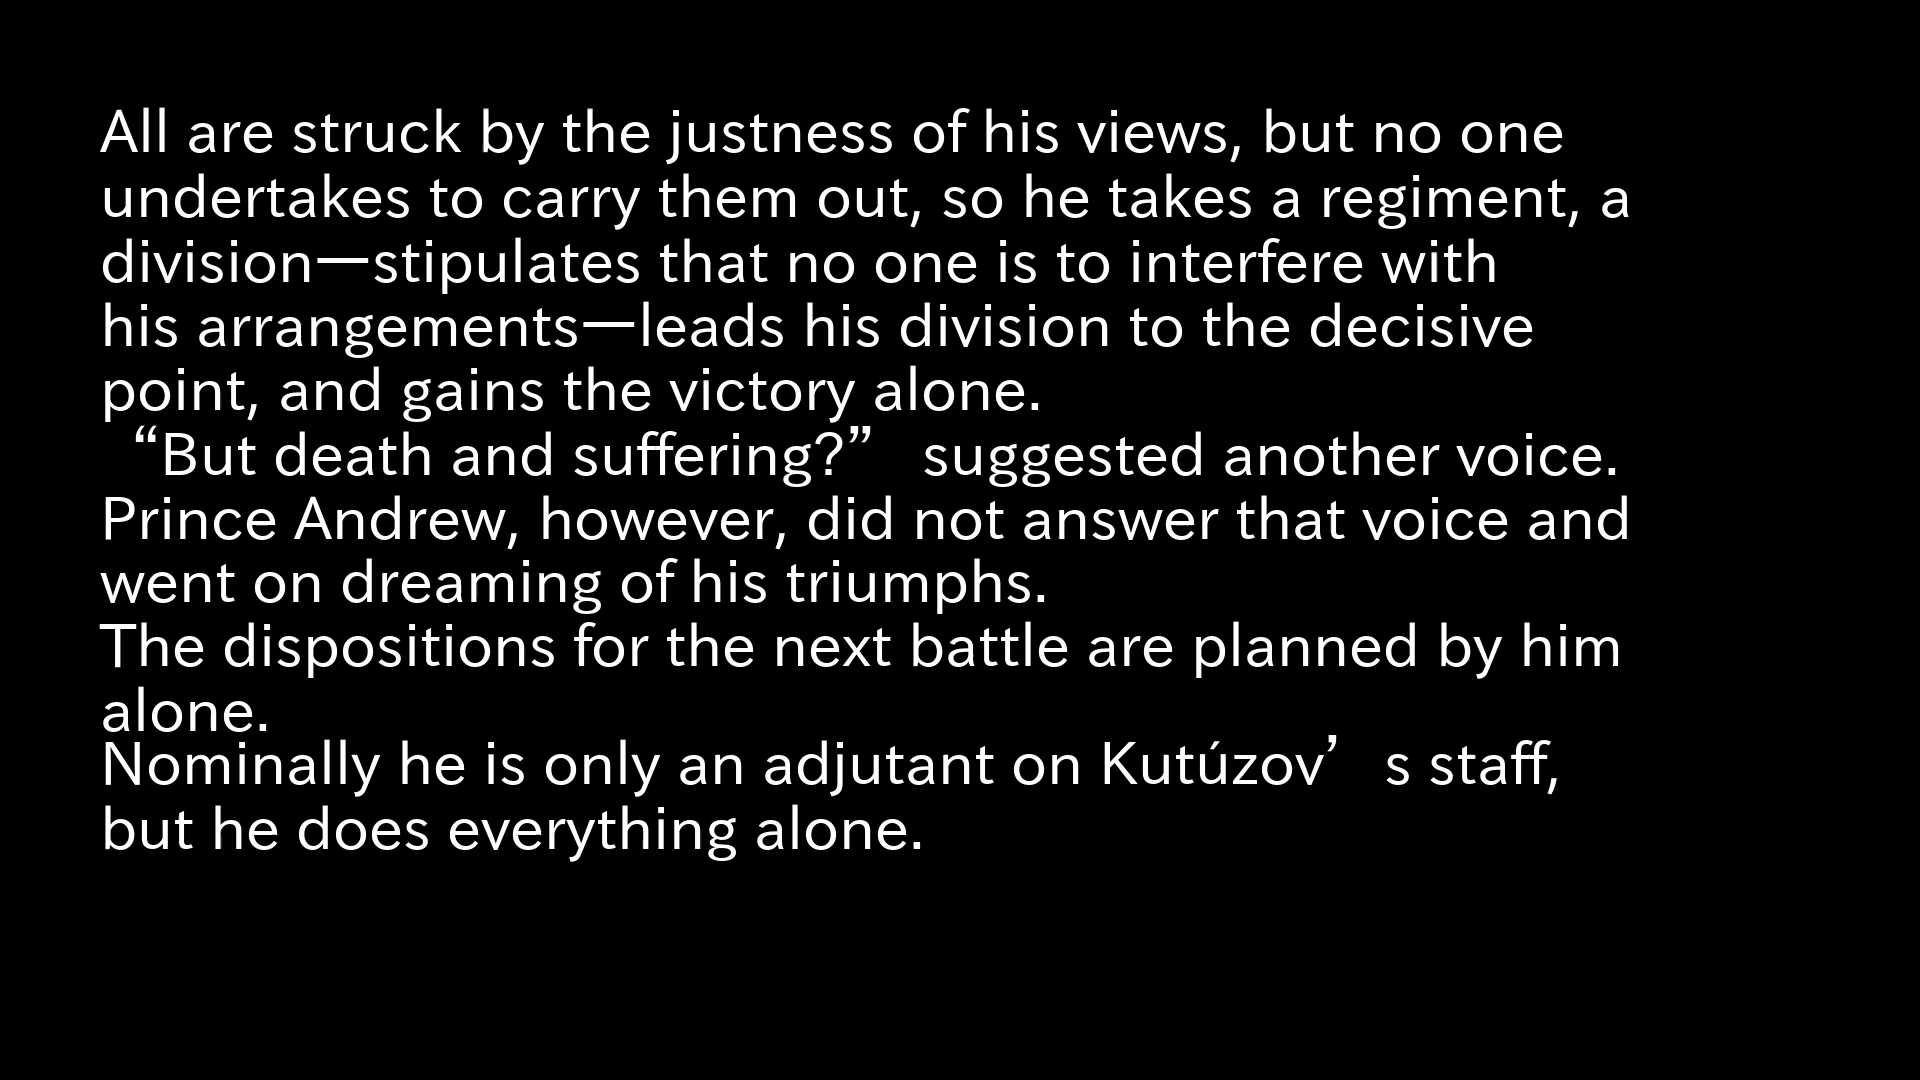 All are struck by the justness of his views, but no one
undertakes to carry them out, so he takes a regiment, a
division—stipulates that no one is to interfere with
his arrangements—leads his division to the decisive
point, and gains the victory alone.
“But death and suffering?” suggested another voice.
Prince Andrew, however, did not answer that voice and
went on dreaming of his triumphs.
The dispositions for the next battle are planned by him
alone.
Nominally he is only an adjutant on Kutúzov’s staff,
but he does everything alone.